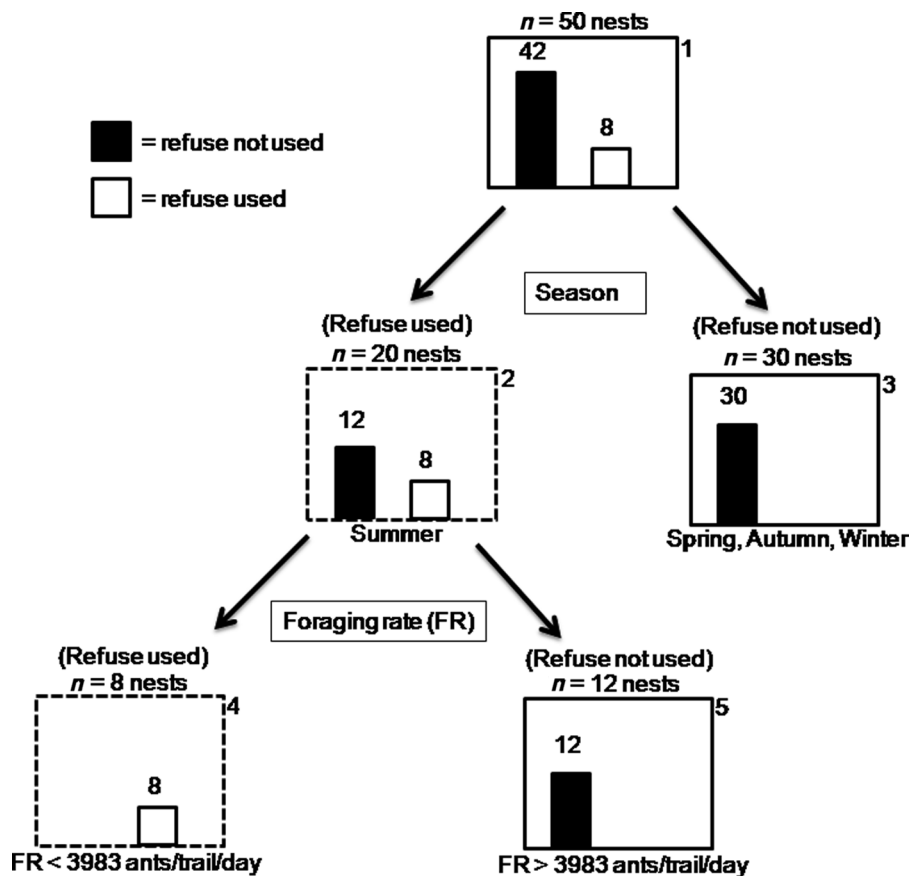 n = 50 nests
1
42
8
= refuse not used
= refuse used
Season
(Refuse used)
n = 20 nests
2
12
8
Summer
(Refuse not used)
n = 30 nests
3
30
Spring, Autumn, Winter
Foraging rate (FR)
(Refuse used)
n = 8 nests
4
8
FR < 3983 ants/trail/day
(Refuse not used)
n = 12 nests
5
12
FR > 3983 ants/trail/day